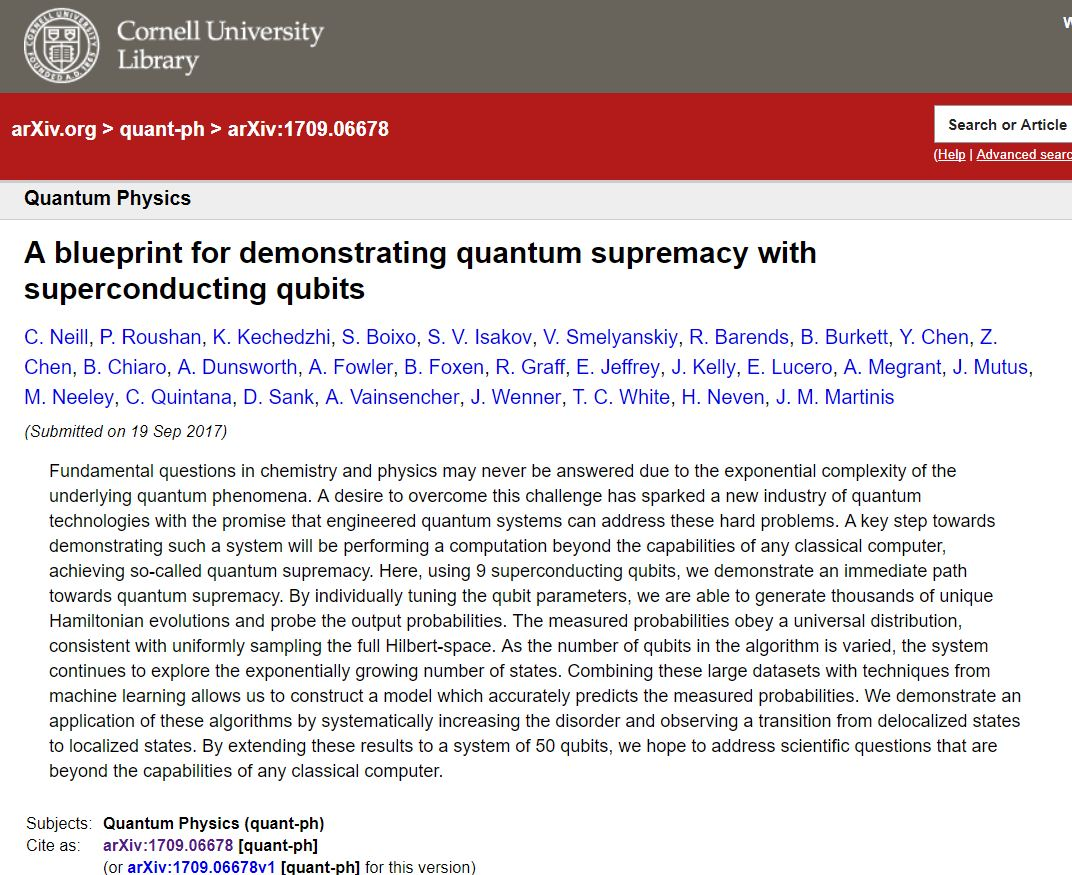 Cornell University
Library
W
arXiv.org > quant-ph > arXiv:1709.06678
Search or Article
(Help | Advanced searc
Quantum Physics
A blueprint for demonstrating quantum supremacy with
superconducting qubits
C. Neill, P. Roushan, K. Kechedzhi, S. Boixo, S. V. Isakov, V. Smelyanskiy, R. Barends, B. Burkett, Y. Chen, Z.
Chen, B. Chiaro, A. Dunsworth, A. Fowler, B. Foxen, R. Graff, E. Jeffrey, J. Kelly, E. Lucero, A. Megrant, J. Mutus,
M. Neeley, C. Quintana, D. Sank, A. Vainsencher, J. Wenner, T. C. White, H. Neven, J. M. Martinis
(Submitted on 19 Sep 2017)
Fundamental questions in chemistry and physics may never be answered due to the exponential complexity of the
underlying quantum phenomena. A desire to overcome this challenge has sparked a new industry of quantum
technologies with the promise that engineered quantum systems can address these hard problems. A key step towards
demonstrating such a system will be performing a computation beyond the capabilities of any classical computer,
achieving so-called quantum supremacy. Here, using 9 superconducting qubits, we demonstrate an immediate path
towards quantum supremacy. By individually tuning the qubit parameters, we are able to generate thousands of unique
Hamiltonian evolutions and probe the output probabilities. The measured probabilities obey a universal distribution,
consistent with uniformly sampling the full Hilbert-space. As the number of qubits in the algorithm is varied, the system
continues to explore the exponentially growing number of states. Combining these large datasets with techniques from
machine learning allows us to construct a model which accurately predicts the measured probabilities. We demonstrate an
application of these algorithms by systematically increasing the disorder and observing a transition from delocalized states
to localized states. By extending these results to a system of 50 qubits, we hope to address scientific questions that are
beyond the capabilities of any classical computer.
Subjects: Quantum Physics (quant-ph)
Cite as: arXiv:1709.06678 [quant-ph]
(or arXiv:1709.06678v1 [quant-ph] for this version)